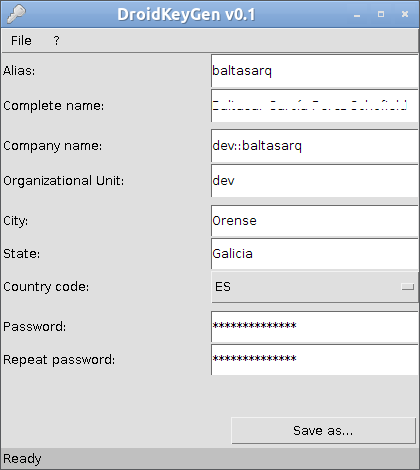 DroidKeyGen v0.1
File ?
Alias: baltasarq
Complete name:
Company name: dev::baltasarq
Organizational Unit: dev
City: Orense
State: Galicia
Country code: ES
Password: **************
Repeat password: **************
Save as...
Ready